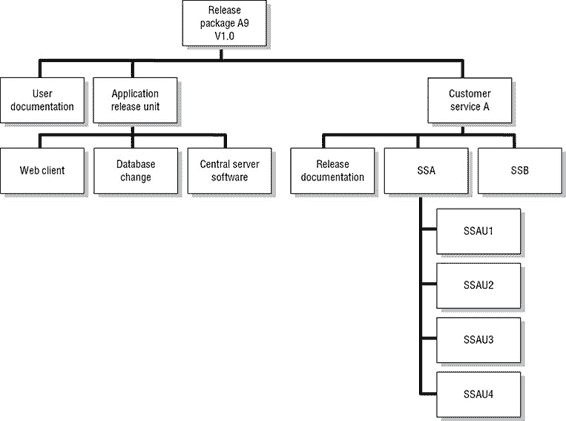 Release
package A9
V1.0
User
documentation
Application
release unit
Customer
service A
Web client
Database
change
Central server
software
Release
documentation
SSA
SSB
SSAU1
SSAU2
SSAU3
SSAU4